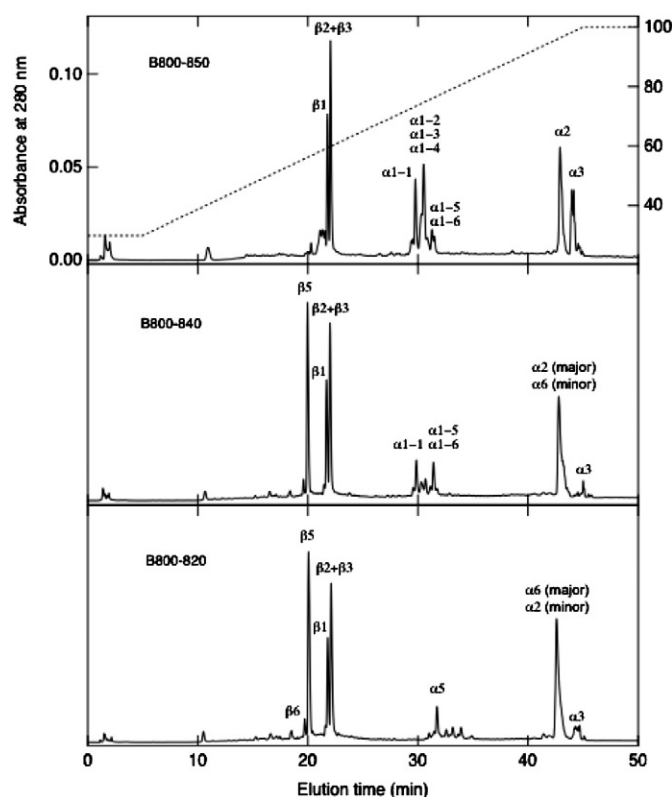 B800-850
β2+β3
β1
α1-2
α1-3
α1-4
α1-1
α1-5
α1-6
α2
α3
0.10
0.05
0.00
Absorbance at 280 nm
100
80
60
40
B800-840
β5
β2+β3
β1
α1-1
α1-5
α1-6
α2 (major)
α6 (minor)
α3
B800-820
β5
β2+β3
β1
β6
α5
α6 (major)
α2 (minor)
α3
0 10 20 30 40 50
Elution time (min)